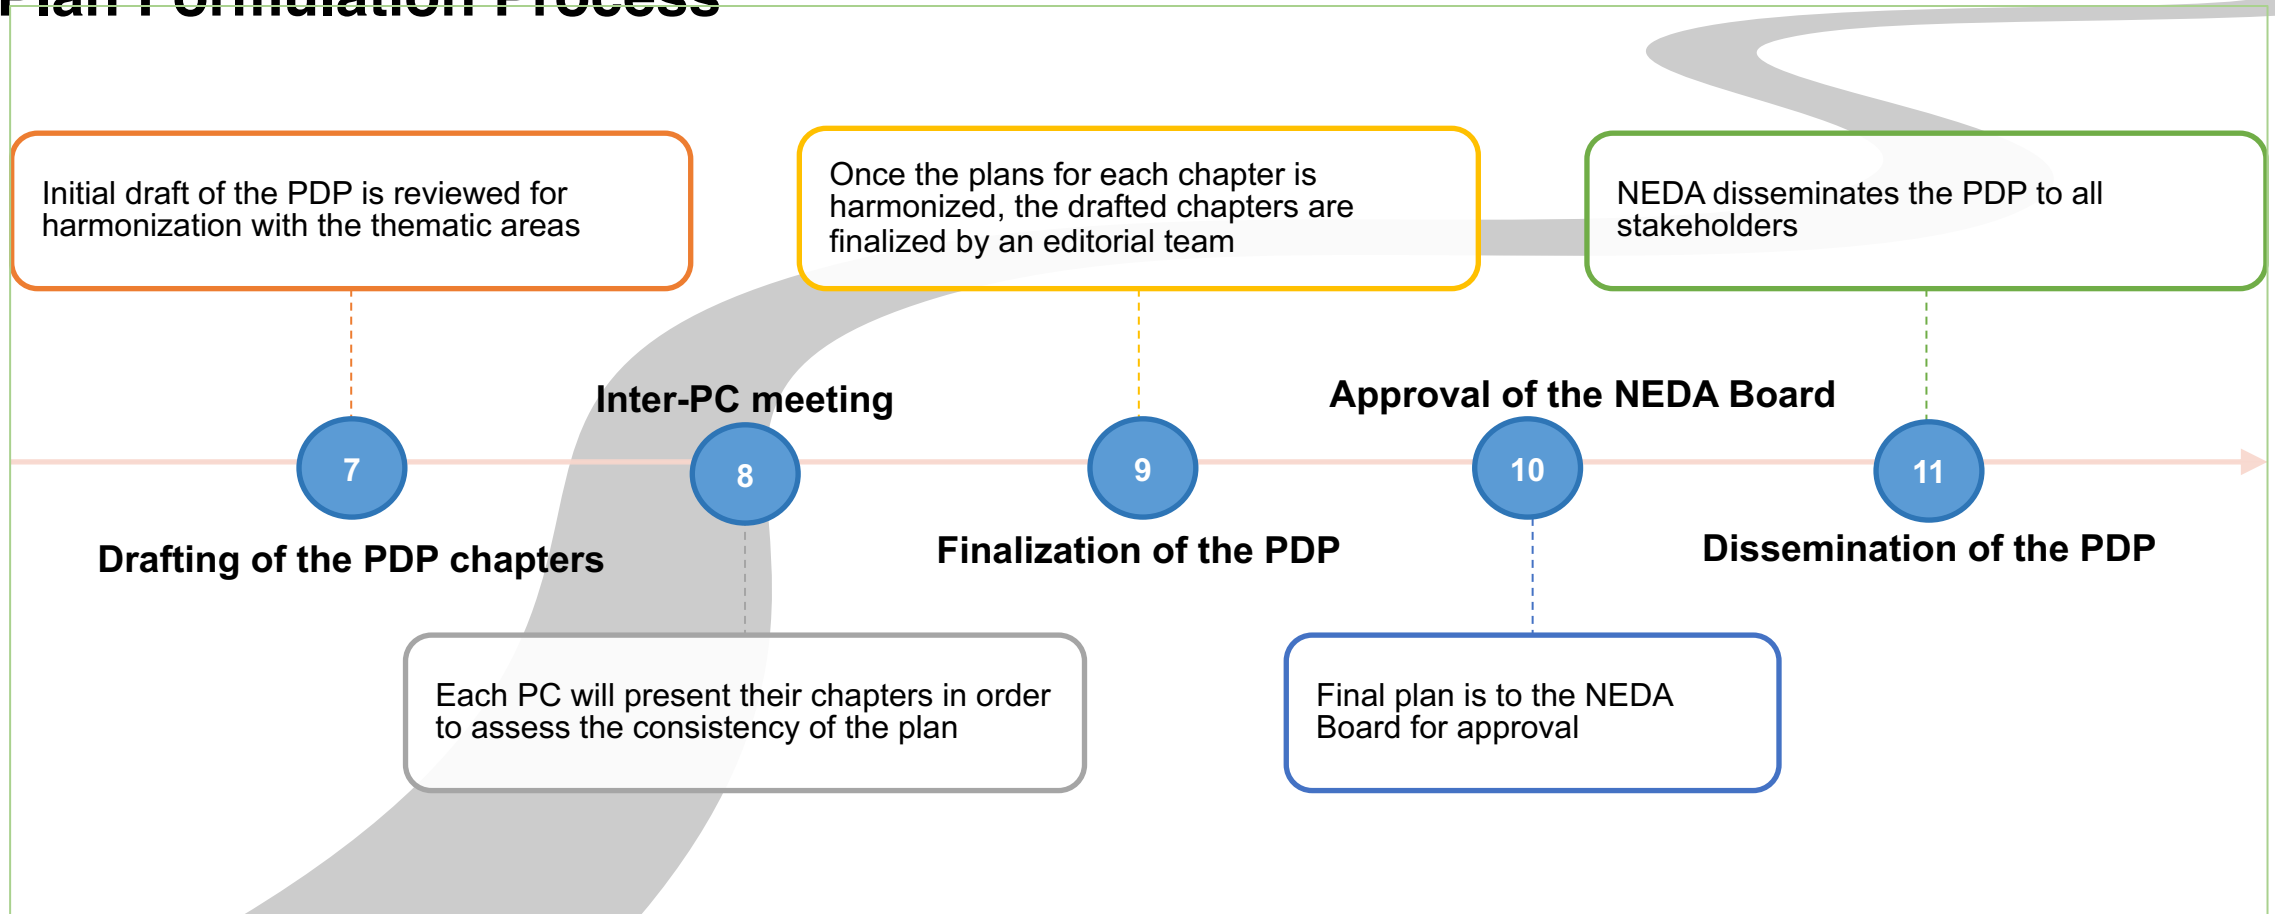 Plan Formulation Process
Initial draft of the PDP is reviewed for
harmonization with the thematic areas
Once the plans for each chapter is
harmonized, the drafted chapters are
finalized by an editorial team
NEDA disseminates the PDP to all
stakeholders
Inter-PC meeting
Approval of the NEDA Board
7
8
9
10
11
Drafting of the PDP chapters
Finalization of the PDP
Dissemination of the PDP
Each PC will present their chapters in order
to assess the consistency of the plan
Final plan is to the NEDA
Board for approval